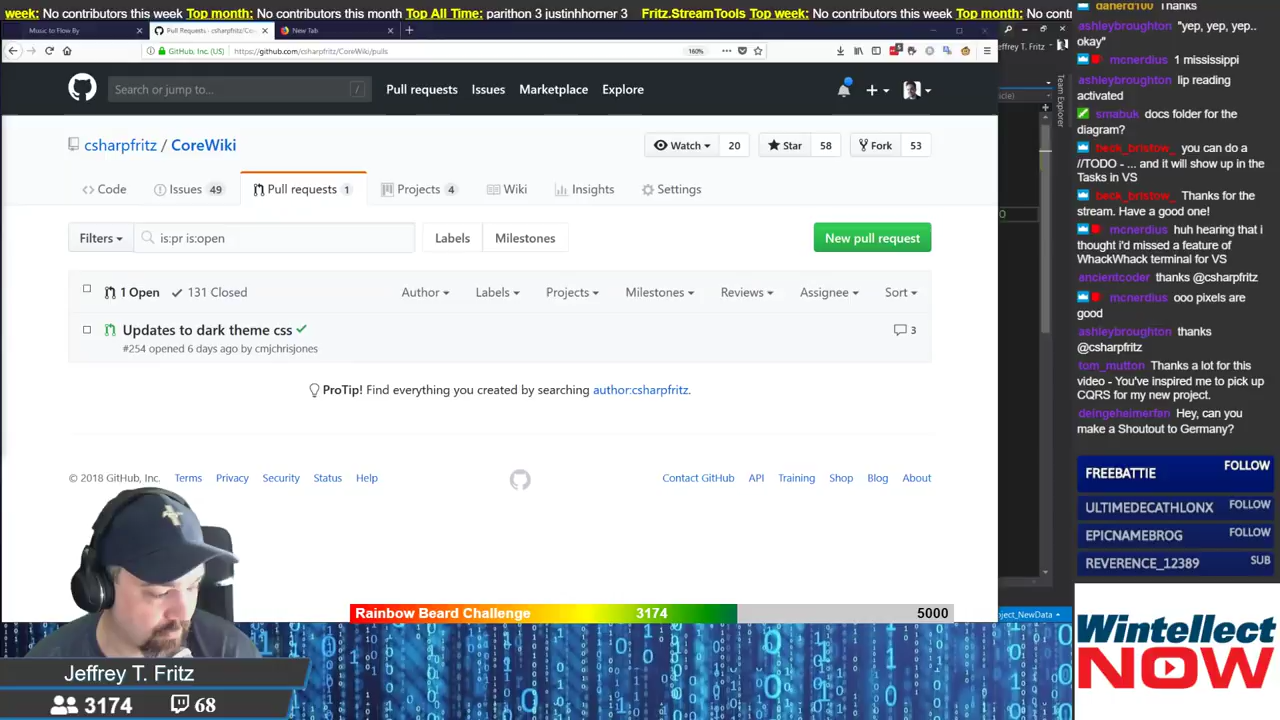 week: No contributors this week Top month: No contributors this month Top All Time: parithon 3 justinhhorner 3 Fritz.StreamTools Top week: No contributors this week Top month: No cont
Music to Flow By
Pull Requests · csharpfritz/Co
New Tab
GitHub, Inc. (US)
https://github.com/csharpfritz/CoreWiki/pulls
160%
Search or jump to...
/
Pull requests Issues Marketplace Explore
csharpfritz / CoreWiki
Watch 20
Star 58
Fork 53
Code
Issues 49
Pull requests 1
Projects 4
Wiki
Insights
Settings
Filters
is:pr is:open
Labels
Milestones
New pull request
1 Open
131 Closed
Author
Labels
Projects
Milestones
Reviews
Assignee
Sort
Updates to dark theme css
3
#254 opened 6 days ago by cmjchrisjones
ProTip! Find everything you created by searching author:csharpfritz.
© 2018 GitHub, Inc. Terms Privacy Security Status Help
Contact GitHub API Training Shop Blog About
Rainbow Beard Challenge
3174
5000
Jeffrey T. Fritz
3174
68
Team Explorer
oject_NewData
danerd100 Thanks
ashleybroughton "yep, yep, yep..
okay"
mcnerdius 1 mississippi
ashleybroughton lip reading
activated
smabuk docs folder for the
diagram?
beck_bristow_ you can do a
//TODO - ... and it will show up in the
Tasks in VS
beck_bristow_ Thanks for the
stream. Have a good one!
mcnerdius huh hearing that i
thought i'd missed a feature of
WhackWhack terminal for VS
ancientcoder thanks @csharpfritz
mcnerdius ooo pixels are
good
ashleybroughton thanks
@csharpfritz
tom_mutton Thanks a lot for this
video - You've inspired me to pick up
CQRS for my new project.
deingeheimerfan Hey, can you
make a Shoutout to Germany?
FREEBATTIE FOLLOW
ULTIMEDECATHLONX FOLLOW
EPICNAMEBROG FOLLOW
REVERENCE_12389 SUB
Wintellect
NOW